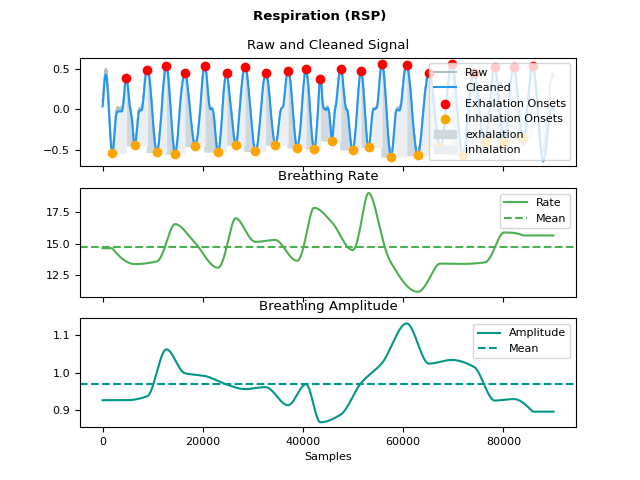 Respiration (RSP)
Raw and Cleaned Signal
0.5
0.0
−0.5
Raw
Cleaned
Exhalation Onsets
Inhalation Onsets
exhalation
inhalation
Breathing Rate
17.5
15.0
12.5
Rate
Mean
Breathing Amplitude
1.1
1.0
0.9
Amplitude
Mean
0 20000 40000 60000 80000
Samples